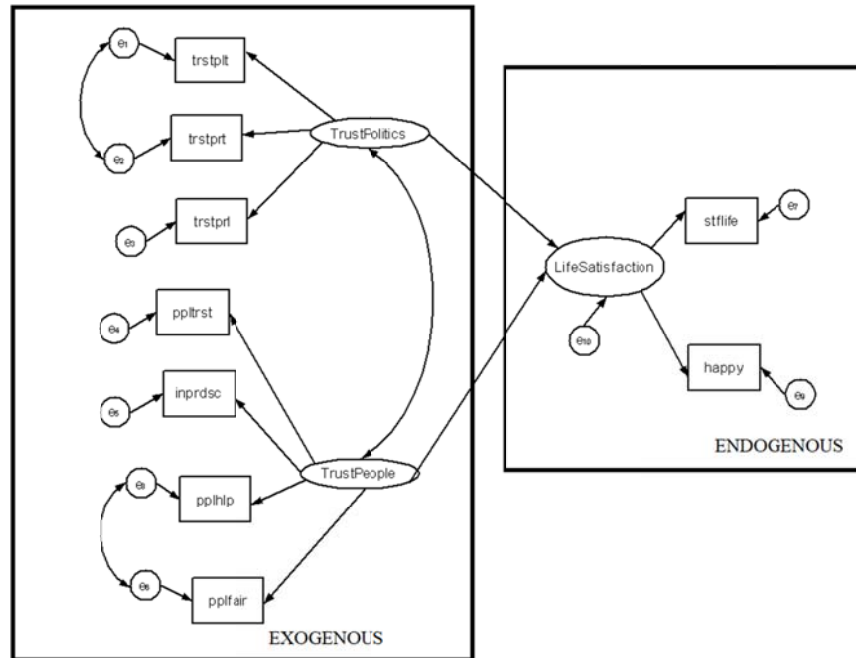 e₁
trstplt
e₂
trstprt
TrustPolitics
e₃
trstprl
e₄
ppltrst
e₅
inprdsc
TrustPeople
pplhlp
pplfair
EXOGENOUS
stflife
e₇
LifeSatisfaction
e₁₀
happy
ENDOGENOUS